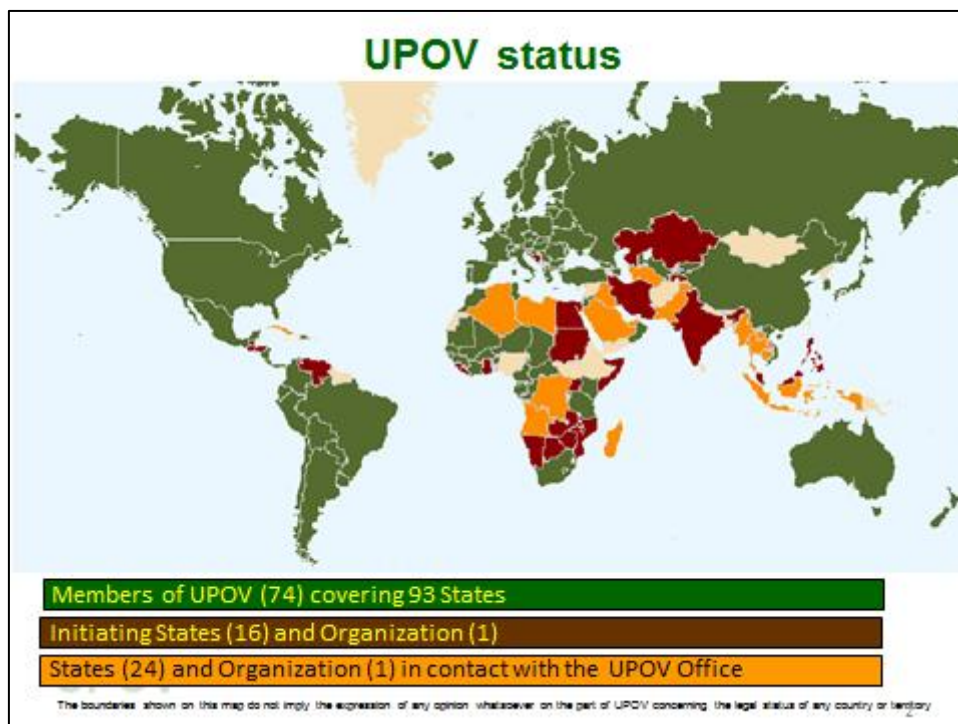 UPOV status
Members of UPOV (74) covering 93 States
Initiating States (16) and Organization (1)
States (24) and Organization (1) in contact with the UPOV Office
UPOV
The boundaries shown on this map do not imply the expression of any opinion whatsoever on the part of UPOV concerning the legal status of any country or territory